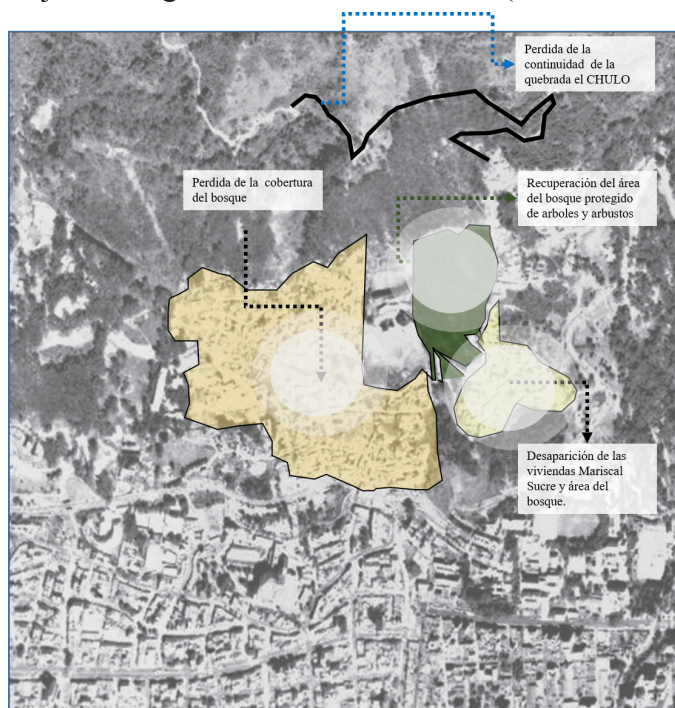 Perdida de la
continuidad de la
quebrada el CHULO
Perdida de la cobertura
del bosque
Recuperación del área
del bosque protegido
de arboles y arbustos
Desaparición de las
viviendas Mariscal
Sucre y área del
bosque.